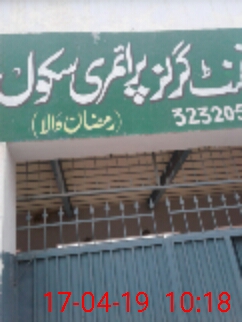 گرلز پرائمری سکول
(رمضان والا) 323205
17-04-19 10:18